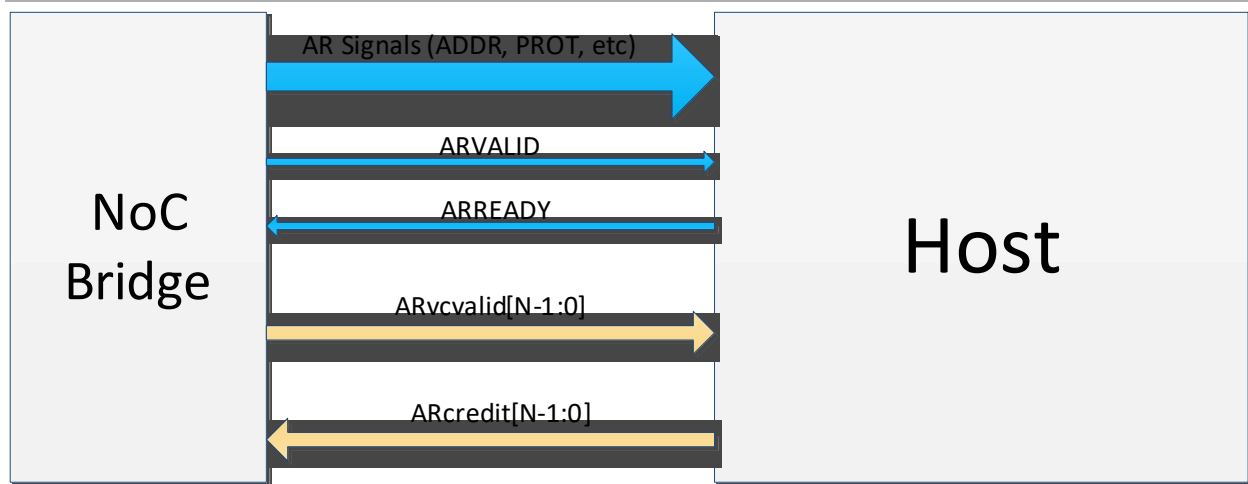 AR Signals (ADDR, PROT, etc)
ARVALID
ARREADY
ARvcvalid[N-1:0]
ARcredit[N-1:0]
NoC
Bridge
Host